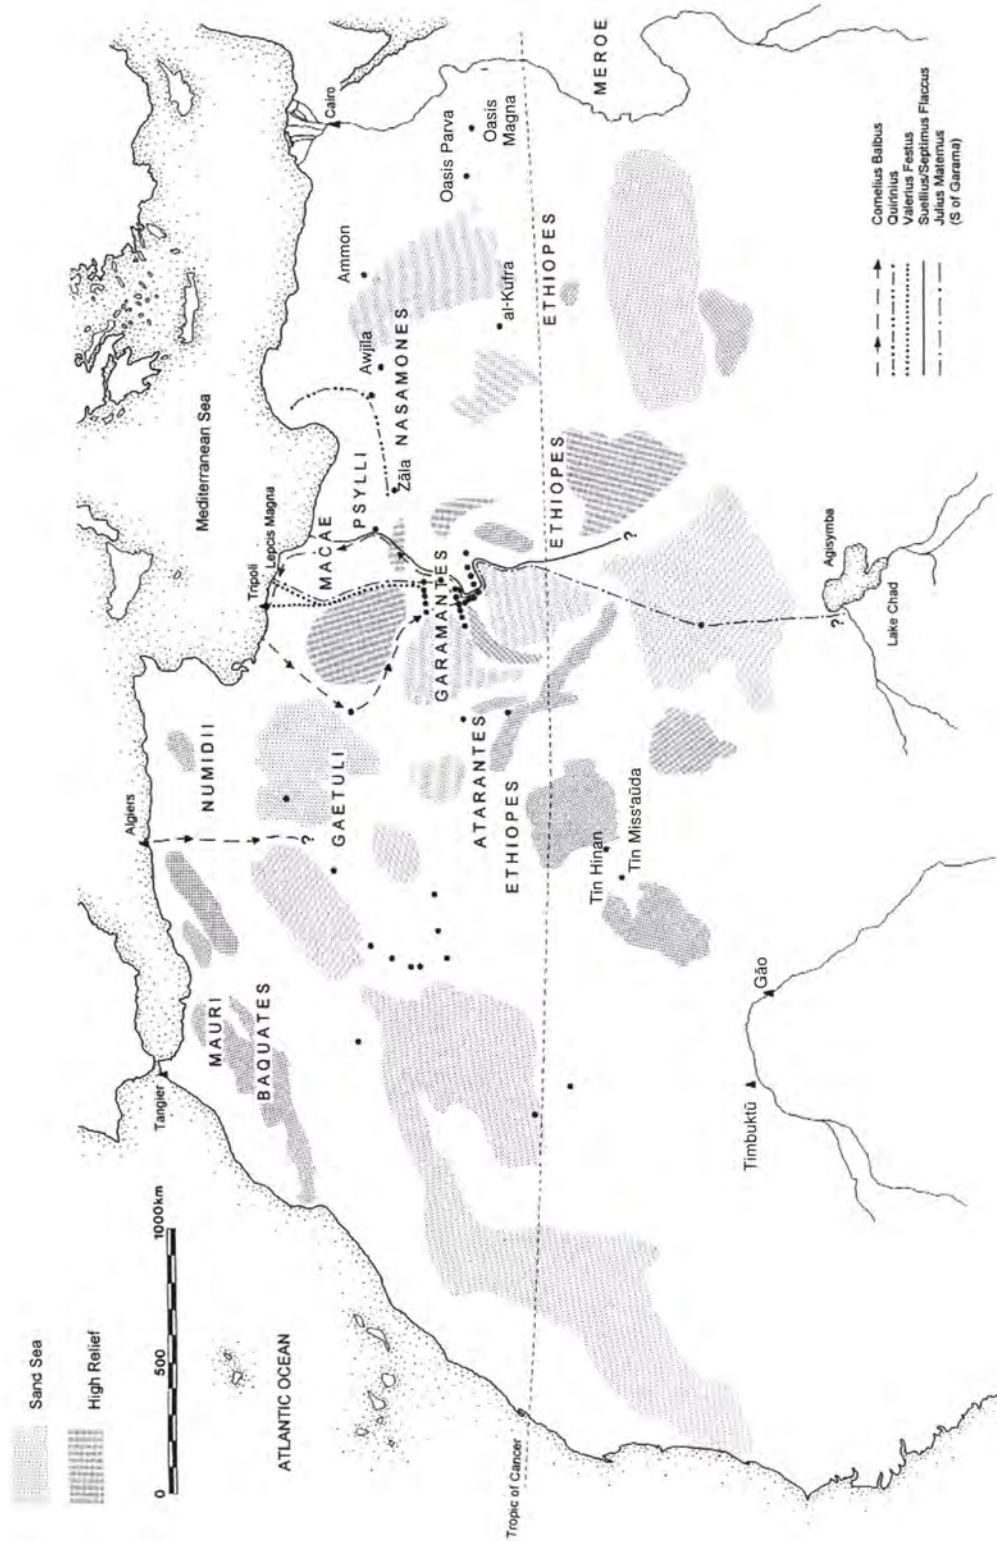 Sand Sea
High Relief
0 500 1000km
ATLANTIC OCEAN
Tropic of Cancer
Tangier
MAURI
BAQUATES
Algiers
NUMIDII
GAETULI
?
Tripoli
Lepcis Magna
Mediterranean Sea
MACAE
PSYLLI
NASAMONES
Zāla
Awjila
Ammon
Cairo
Oasis Parva
Oasis Magna
al-Kufra
GARAMANTES
ATARANTES
ETHIOPES
ETHIOPES
ETHIOPES
MEROE
?
Tin Hinan
Tin Miss'aūda
Timbuktū
Gāo
?
Agisymba
Lake Chad
Cornelius Balbus
Quirinius
Valerius Festus
Suellius/Septimus Flaccus
Julius Maternus
(S of Garama)